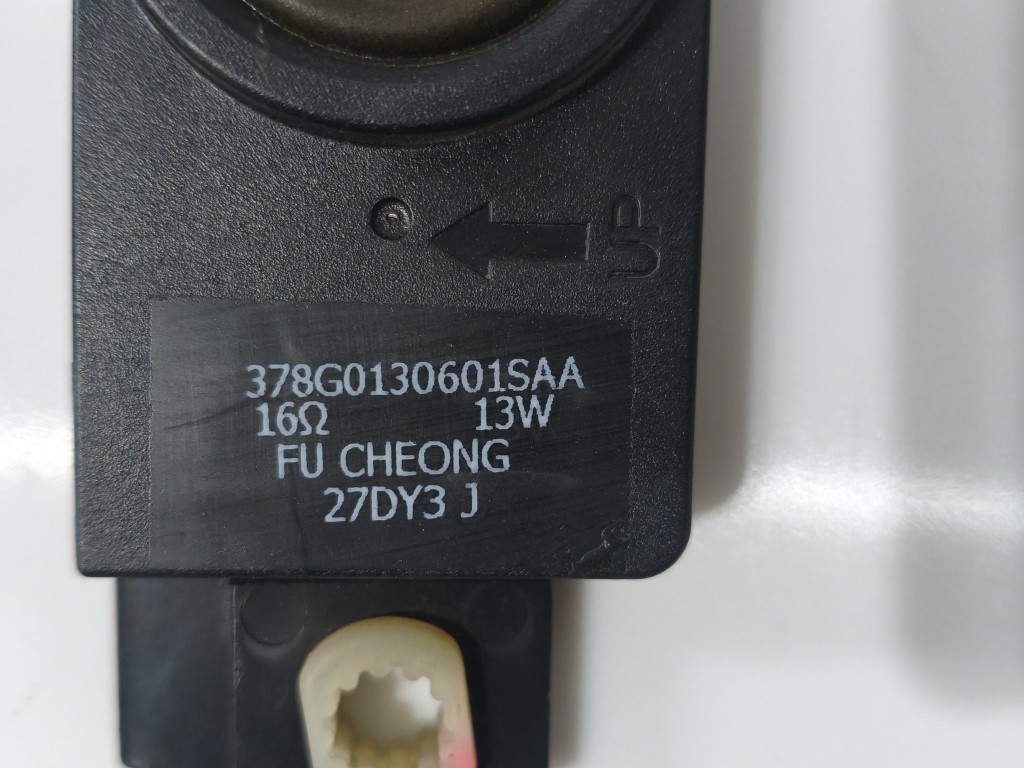 UP
378G0130601SAA
16Ω 13W
FU CHEONG
27DY3 J